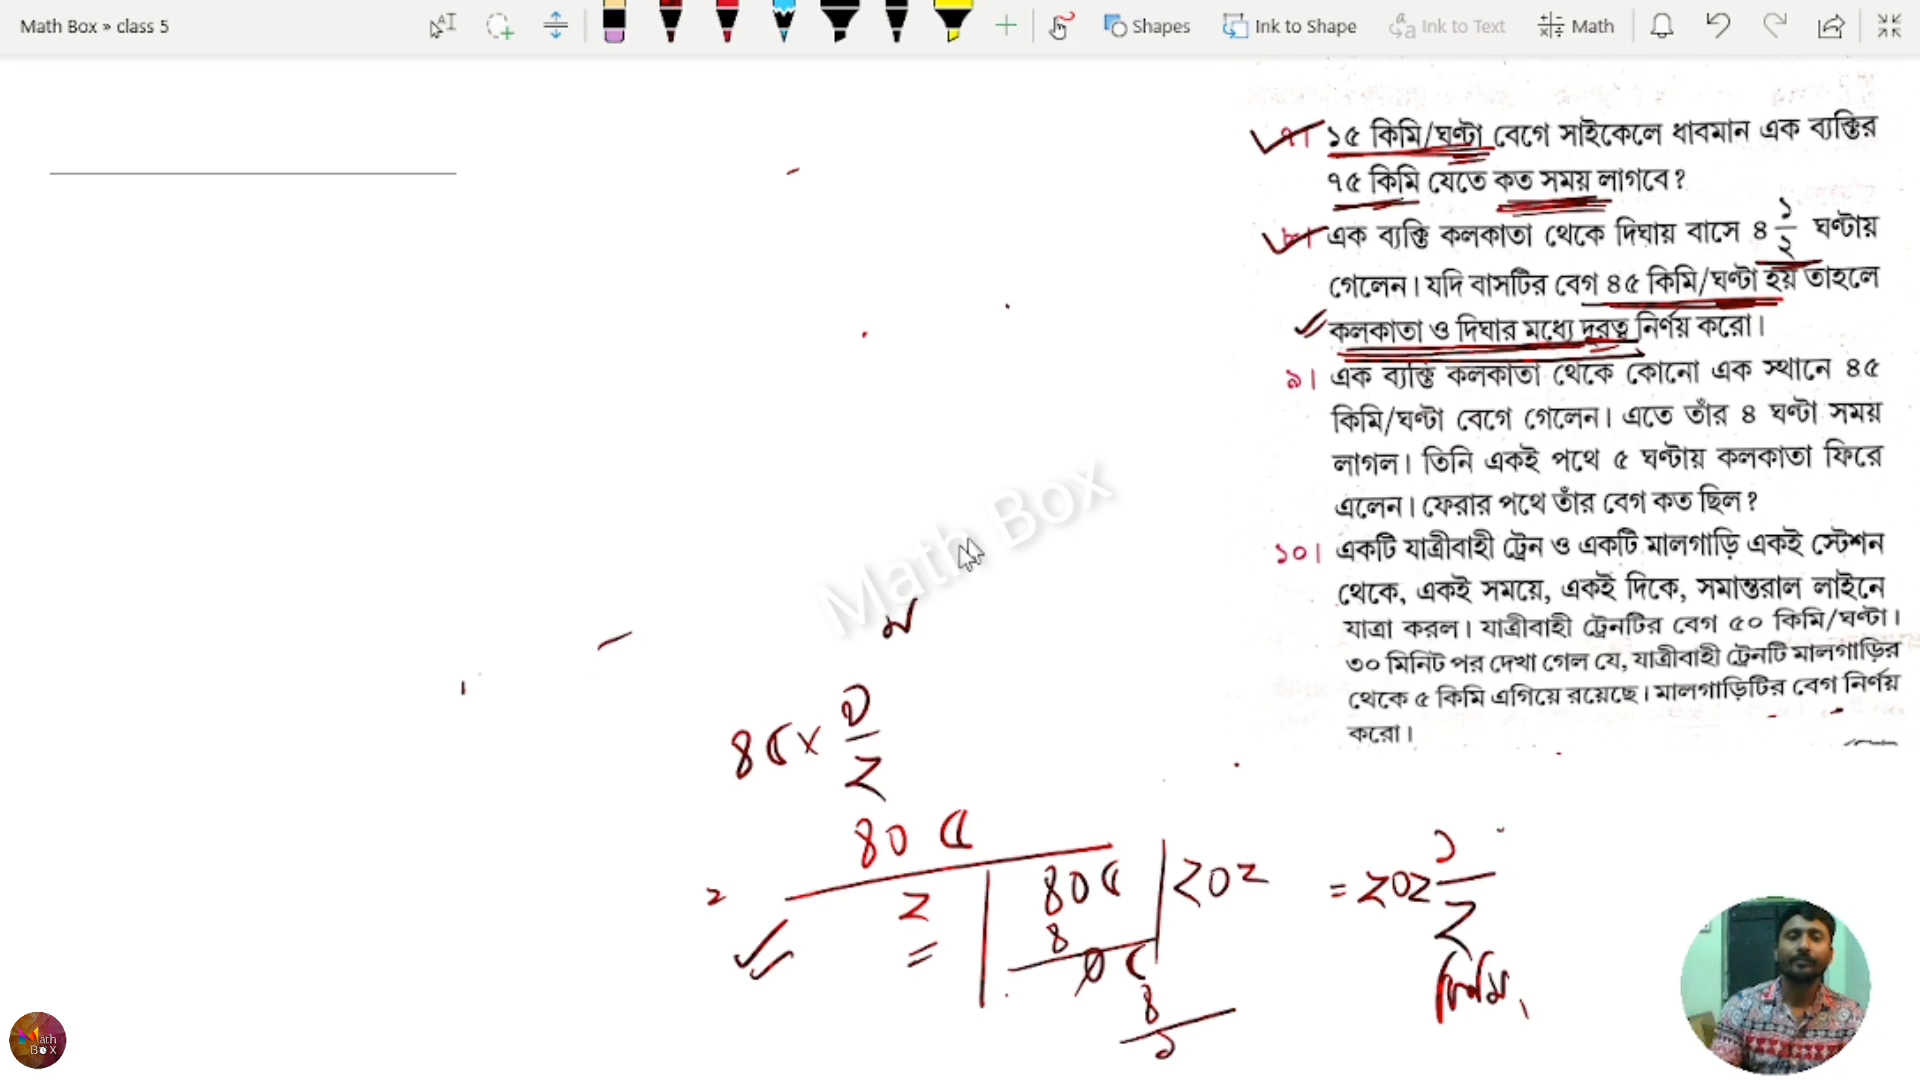 Math Box » class 5
Shapes
Ink to Shape
Ink to Text
Math
৭। ১৫ কিমি/ঘণ্টা বেগে সাইকেলে ধাবমান এক ব্যক্তির
৭৫ কিমি যেতে কত সময় লাগবে?
৮। এক ব্যক্তি কলকাতা থেকে দিঘায় বাসে ৪ ১/২ ঘণ্টায়
গেলেন। যদি বাসটির বেগ ৪৫ কিমি/ঘণ্টা হয় তাহলে
কলকাতা ও দিঘার মধ্যে দূরত্ব নির্ণয় করো।
৯। এক ব্যক্তি কলকাতা থেকে কোনো এক স্থানে ৪৫
কিমি/ঘণ্টা বেগে গেলেন। এতে তাঁর ৪ ঘণ্টা সময়
লাগল। তিনি একই পথে ৫ ঘণ্টায় কলকাতা ফিরে
এলেন। ফেরার পথে তাঁর বেগ কত ছিল?
১০। একটি যাত্রীবাহী ট্রেন ও একটি মালগাড়ি একই স্টেশন
থেকে, একই সময়ে, একই দিকে, সমান্তরাল লাইনে
যাত্রা করল। যাত্রীবাহী ট্রেনটির বেগ ৫০ কিমি/ঘণ্টা।
৩০ মিনিট পর দেখা গেল যে, যাত্রীবাহী ট্রেনটি মালগাড়ির
থেকে ৫ কিমি এগিয়ে রয়েছে। মালগাড়িটির বেগ নির্ণয়
করো।
Math Box
৪৫ × ৯/২
৪০৫
২ ৪০৫ ২০২ = ২০২ ১/২
৪
০৫ কিমি
৪
১
Math
Box